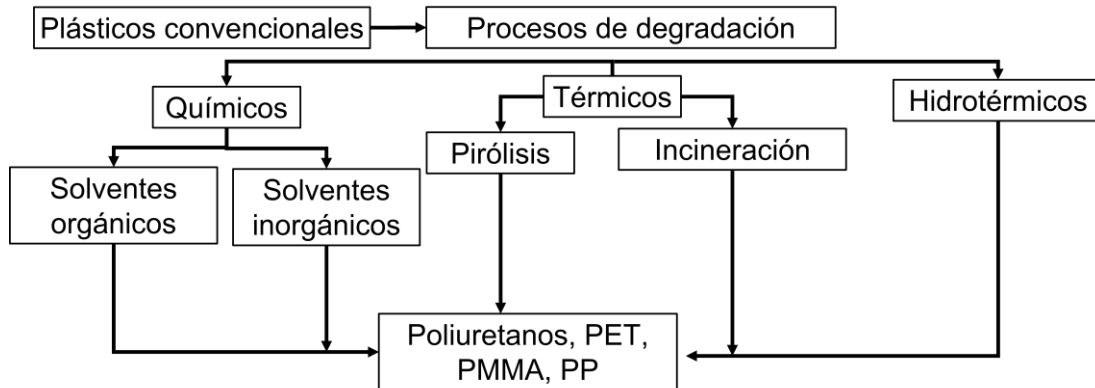 Plásticos convencionales
Procesos de degradación
Químicos
Térmicos
Hidrotérmicos
Pirólisis
Incineración
Solventes
orgánicos
Solventes
inorgánicos
Poliuretanos, PET,
PMMA, PP